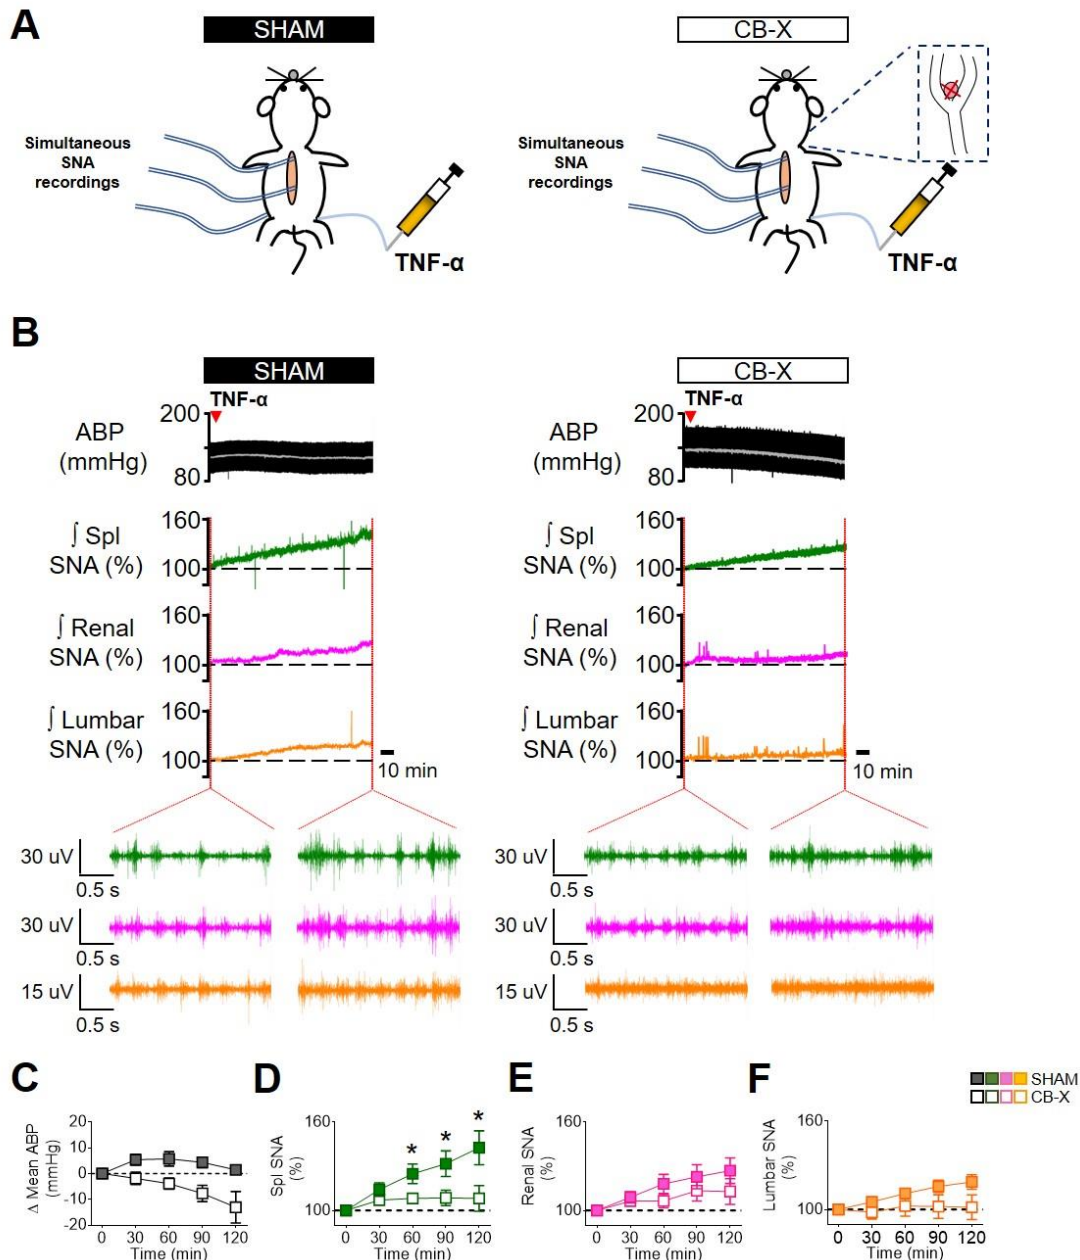 A
SHAM
CB-X
Simultaneous
SNA
recordings
TNF-α
Simultaneous
SNA
recordings
TNF-α
B
SHAM
CB-X
TNF-α
200
ABP
(mmHg)
80
160
∫ Spl
SNA (%)
100
160
∫ Renal
SNA (%)
100
160
∫ Lumbar
SNA (%)
100
10 min
TNF-α
200
ABP
(mmHg)
80
160
∫ Spl
SNA (%)
100
160
∫ Renal
SNA (%)
100
160
∫ Lumbar
SNA (%)
100
10 min
30 uV
0.5 s
30 uV
0.5 s
15 uV
0.5 s
30 uV
0.5 s
30 uV
0.5 s
15 uV
0.5 s
C
Δ Mean ABP
(mmHg)
20
10
0
-10
-20
0 30 60 90 120
Time (min)
D
Spl SNA
(%)
160
100
* * *
0 30 60 90 120
Time (min)
E
Renal SNA
(%)
160
100
0 30 60 90 120
Time (min)
F
SHAM
CB-X
Lumbar SNA
(%)
160
100
0 30 60 90 120
Time (min)